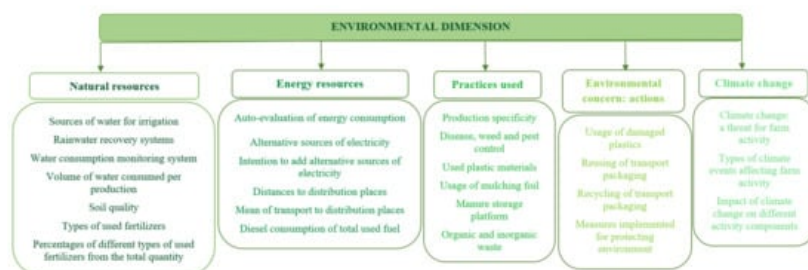 ENVIRONMENTAL DIMENSION
Natural resources
Sources of water for irrigation
Rainwater recovery systems
Water consumption monitoring system
Volume of water consumed per
production
Soil quality
Types of used fertilizers
Percentages of different types of used
fertilizers from the total quantity
Energy resources
Auto-evaluation of energy consumption
Alternative sources of electricity
Intention to add alternative sources of
electricity
Distances to distribution places
Mean of transport to distribution places
Diesel consumption of total used fuel
Practices used
Production specificity
Disease, weed and pest
control
Used plastic materials
Usage of mulching foil
Manure storage
platform
Organic and inorganic
waste
Environmental
concern: actions
Usage of damaged
plastics
Reusing of transport
packaging
Recycling of transport
packaging
Measures implemented
for protecting
environment
Climate change
Climate change:
a threat for farm
activity
Types of climate
events affecting farm
activity
Impact of climate
change on different
activity components